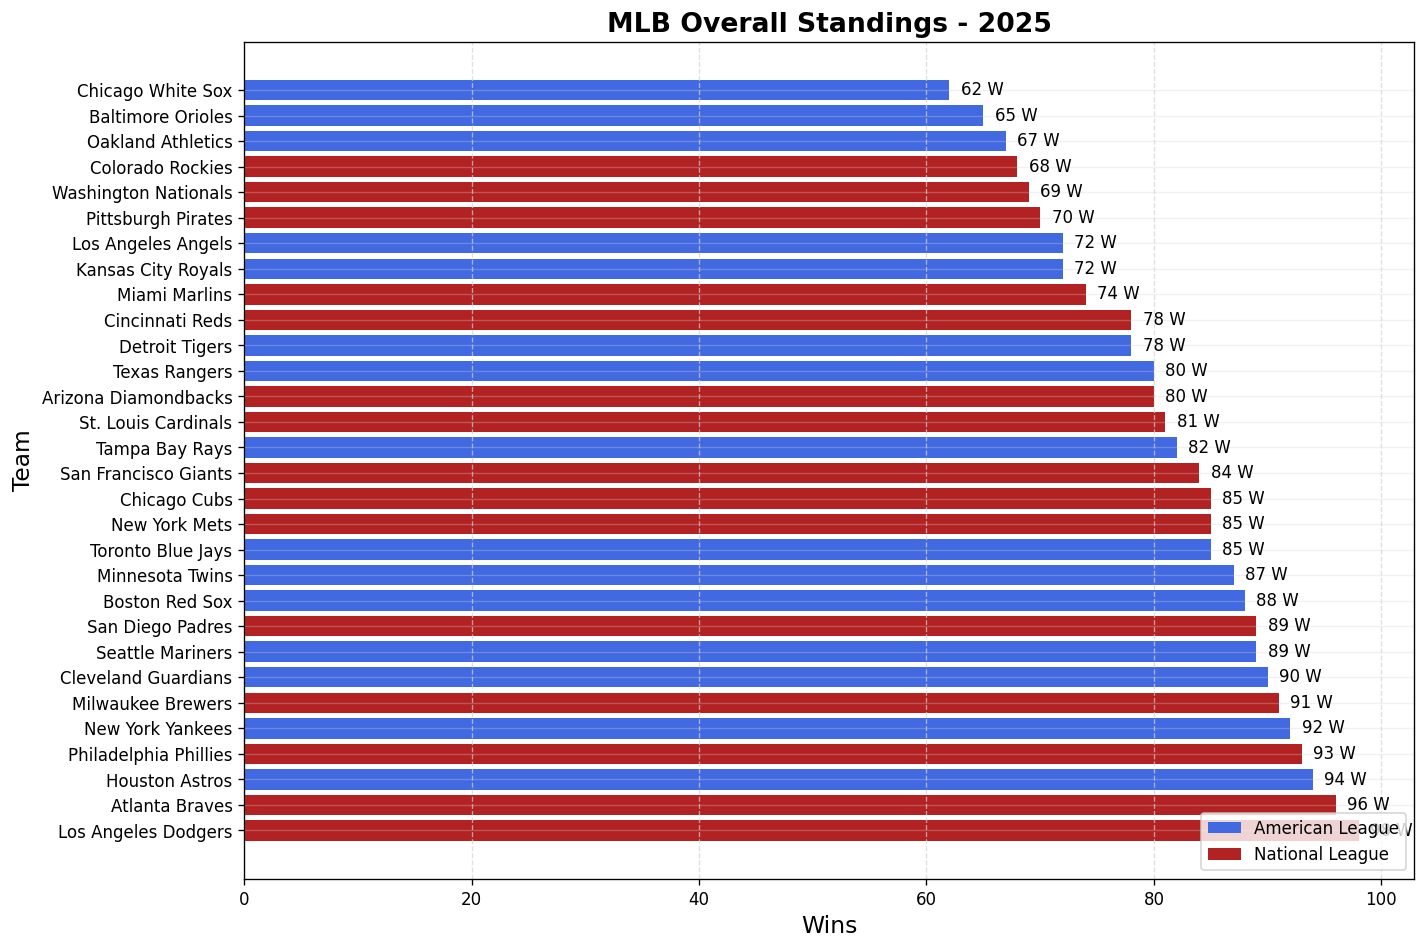 MLB Overall Standings - 2025
Chicago White Sox 62 W
Baltimore Orioles 65 W
Oakland Athletics 67 W
Colorado Rockies 68 W
Washington Nationals 69 W
Pittsburgh Pirates 70 W
Los Angeles Angels 72 W
Kansas City Royals 72 W
Miami Marlins 74 W
Cincinnati Reds 78 W
Detroit Tigers 78 W
Texas Rangers 80 W
Arizona Diamondbacks 80 W
St. Louis Cardinals 81 W
Tampa Bay Rays 82 W
San Francisco Giants 84 W
Chicago Cubs 85 W
New York Mets 85 W
Toronto Blue Jays 85 W
Minnesota Twins 87 W
Boston Red Sox 88 W
San Diego Padres 89 W
Seattle Mariners 89 W
Cleveland Guardians 90 W
Milwaukee Brewers 91 W
New York Yankees 92 W
Philadelphia Phillies 93 W
Houston Astros 94 W
Atlanta Braves 96 W
Los Angeles Dodgers
Team
American League
National League
0 20 40 60 80 100
Wins